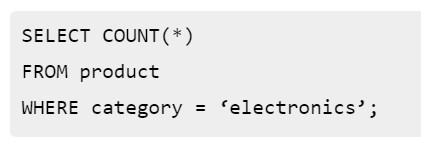 SELECT COUNT(*)
FROM product
WHERE category = ‘electronics’;